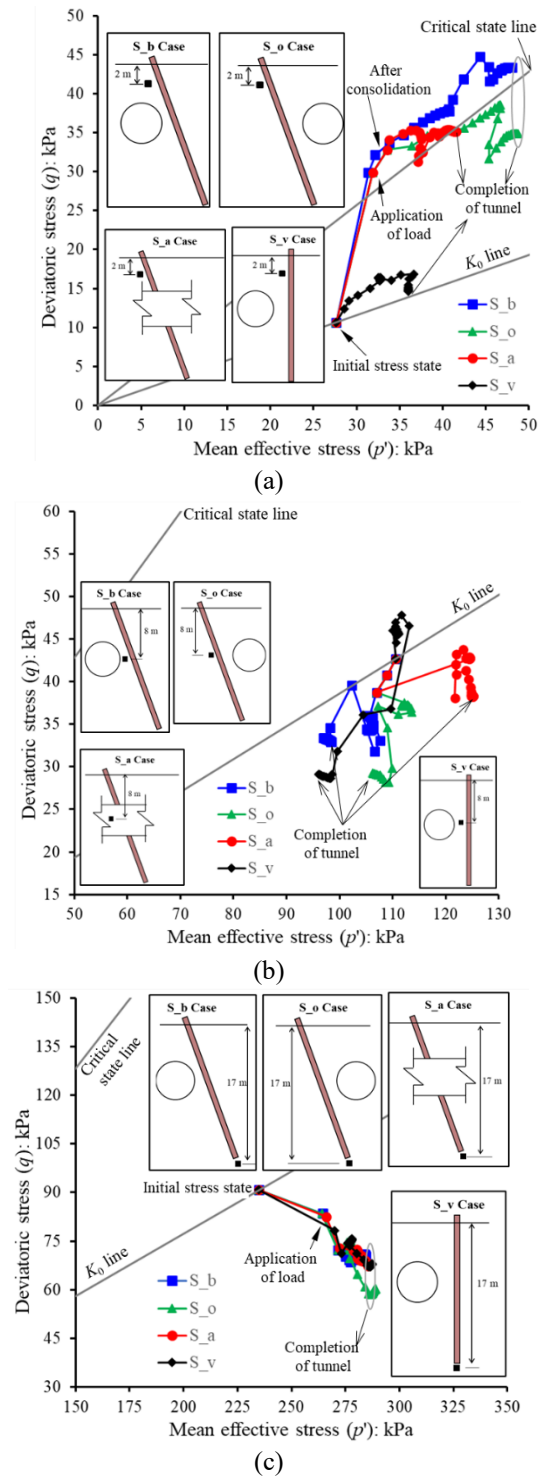 50
45
40
35
30
25
20
15
10
5
0
Deviatoric stress (q): kPa
S_b Case
2 m
S_o Case
2 m
S_a Case
2 m
S_v Case
2 m
Critical state line
After
consolidation
Application
of load
Completion
of tunnel
K0 line
Initial stress state
S_b
S_o
S_a
S_v
0 5 10 15 20 25 30 35 40 45 50
Mean effective stress (p'): kPa
(a)
60
55
50
45
40
35
30
25
20
15
Deviatoric stress (q): kPa
Critical state line
K0 line
S_b Case
8 m
S_o Case
8 m
S_a Case
8 m
S_v Case
8 m
S_b
S_o
S_a
S_v
Completion
of tunnel
50 60 70 80 90 100 110 120 130
Mean effective stress (p'): kPa
(b)
150
135
120
105
90
75
60
45
30
Deviatoric stress (q): kPa
Critical
state line
S_b Case
17 m
S_o Case
17 m
S_a Case
17 m
S_v Case
17 m
Initial stress state
K0 line
Application
of load
Completion
of tunnel
S_b
S_o
S_a
S_v
150 175 200 225 250 275 300 325 350
Mean effective stress (p'): kPa
(c)